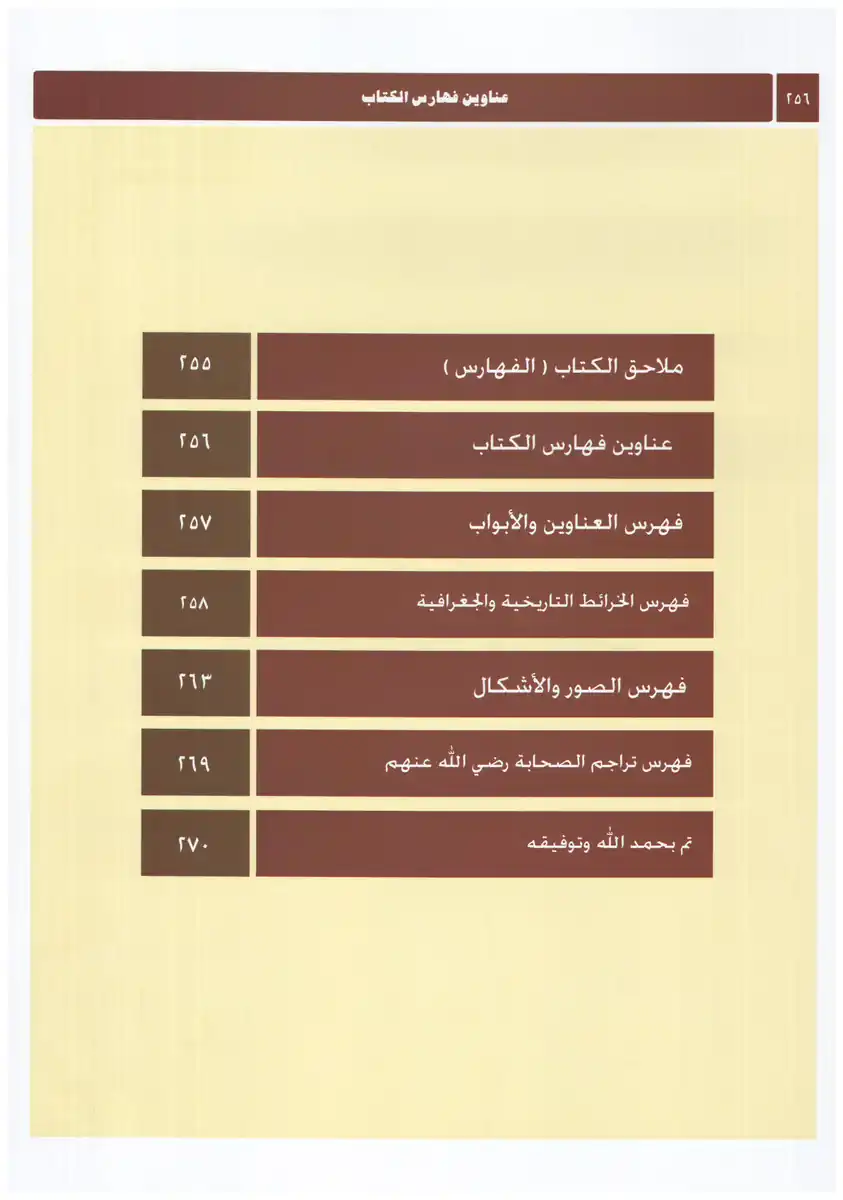 ٢٥٦ عناوين فهارس الكتاب
ملاحق الكتاب ( الفهارس ) ٢٥٥
عناوين فهارس الكتاب ٢٥٦
فهرس العناوين والأبواب ٢٥٧
فهرس الخرائط التاريخية والجغرافية ٢٥٨
فهرس الصور والأشكال ٢٦٣
فهرس تراجم الصحابة رضي الله عنهم ٢٦٩
تم بحمد الله وتوفيقه ٢٧٠